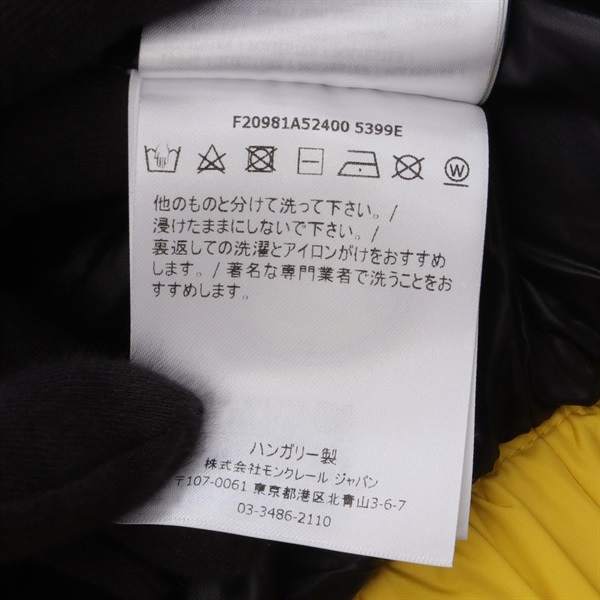 F20981A52400 5399E
W
他のものと分けて洗って下さい。/
浸けたままにしないで下さい。/
裏返しての洗濯とアイロンがけをおすすめ
します。/ 著名な専門業者で洗うことをお
すすめします。
ハンガリー製
株式会社モンクレール ジャパン
〒107-0061 東京都港区北青山3-6-7
03-3486-2110